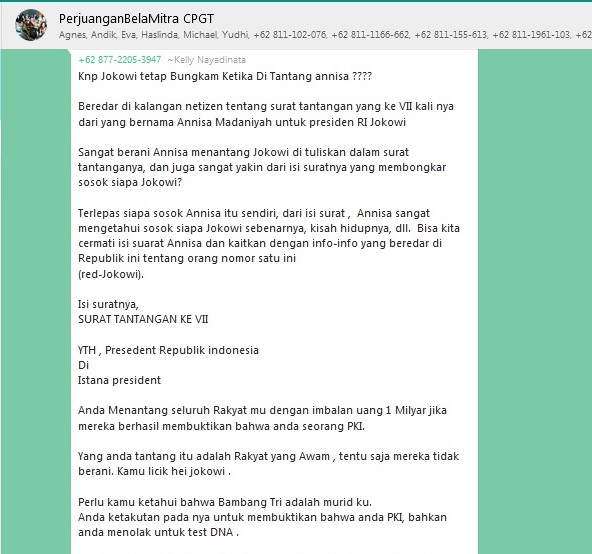 PerjuanganBelaMitra CPGT
Agnes, Andik, Eva, Haslinda, Michael, Yudhi, +62 811-102-076, +62 811-1166-662, +62 811-155-613, +62 811-1961-103, +62
+62 877-2205-3947 ~Kelly Nayadinata
Knp Jokowi tetap Bungkam Ketika Di Tantang annisa ????
Beredar di kalangan netizen tentang surat tantangan yang ke VII kali nya
dari yang bernama Annisa Madaniyah untuk presiden RI Jokowi
Sangat berani Annisa menantang Jokowi di tuliskan dalam surat
tantanganya, dan juga sangat yakin dari isi suratnya yang membongkar
sosok siapa Jokowi?
Terlepas siapa sosok Annisa itu sendiri, dari isi surat , Annisa sangat
mengetahui sosok siapa Jokowi sebenarnya, kisah hidupnya, dll. Bisa kita
cermati isi suarat Annisa dan kaitkan dengan info-info yang beredar di
Republik ini tentang orang nomor satu ini
(red-Jokowi).
Isi suratnya,
SURAT TANTANGAN KE VII
YTH , Presedent Republik indonesia
Di
Istana president
Anda Menantang seluruh Rakyat mu dengan imbalan uang 1 Milyar jika
mereka berhasil membuktikan bahwa anda seorang PKI.
Yang anda tantang itu adalah Rakyat yang Awam , tentu saja mereka tidak
berani. Kamu licik hei jokowi .
Perlu kamu ketahui bahwa Bambang Tri adalah murid ku.
Anda ketakutan pada nya untuk membuktikan bahwa anda PKI, bahkan
anda menolak untuk test DNA .